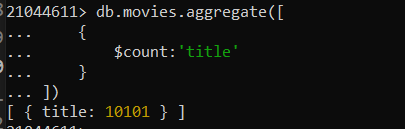 21044611> db.movies.aggregate([
... {
... $count:'title'
... }
... ])
[ { title: 10101 } ]